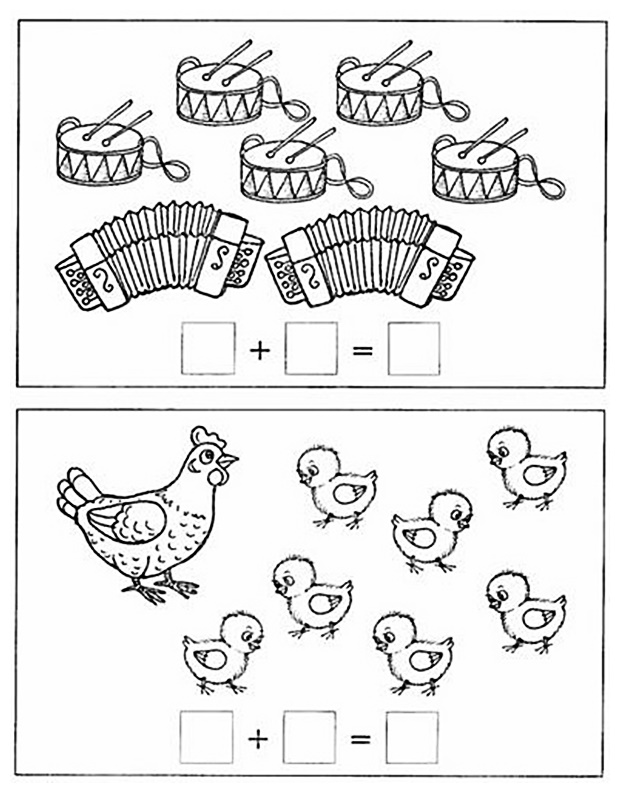 + =
+ =